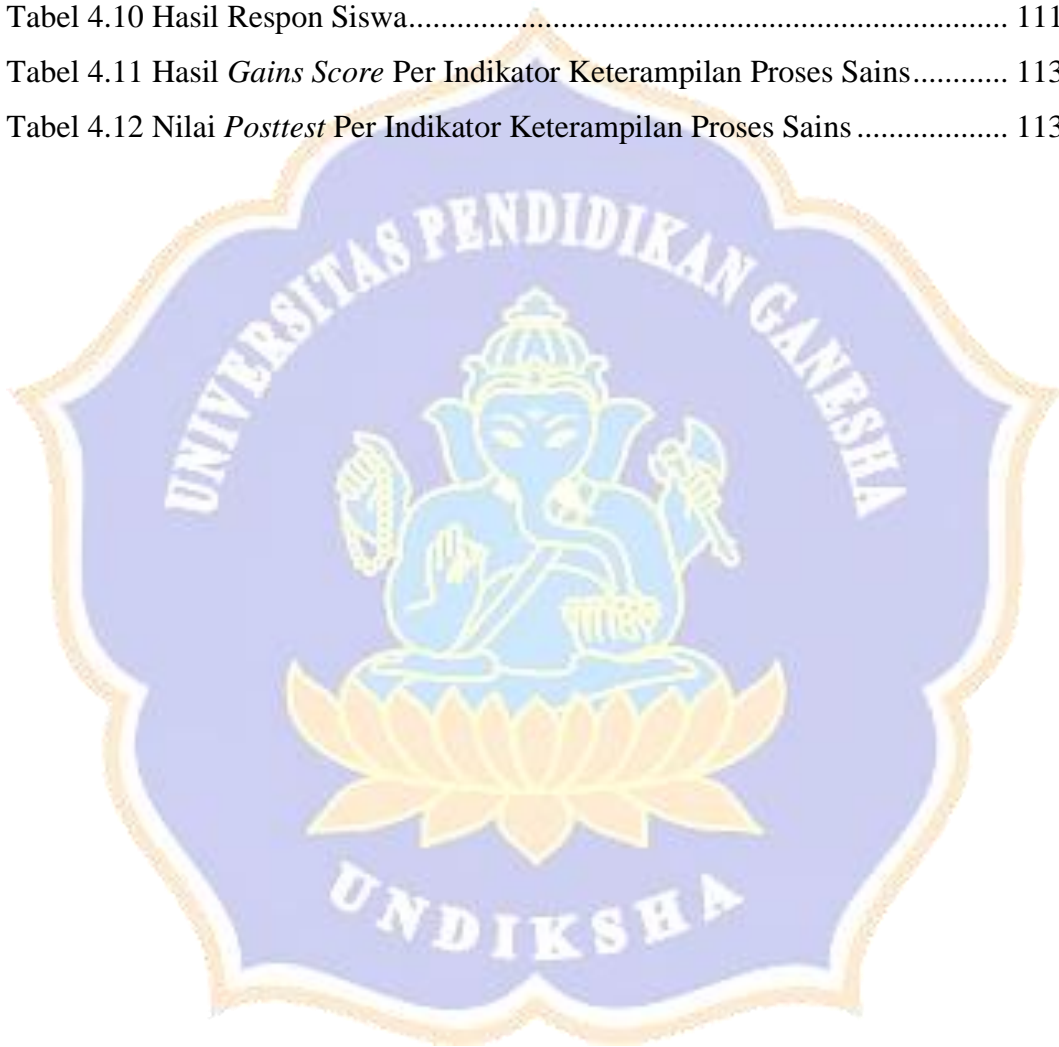 Tabel 4.10 Hasil Respon Siswa.................................................................... 111
Tabel 4.11 Hasil Gains Score Per Indikator Keterampilan Proses Sains............ 113
Tabel 4.12 Nilai Posttest Per Indikator Keterampilan Proses Sains................... 113
UNIVERSITAS PENDIDIKAN GANESHA
UNDIKSHA